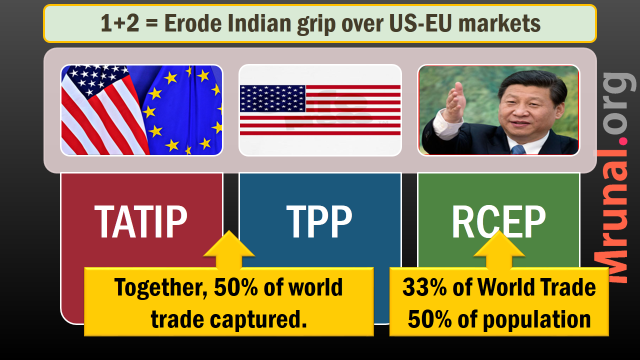 1+2 = Erode Indian grip over US-EU markets
TATIP
TPP
RCEP
Together, 50% of world
trade captured.
33% of World Trade
50% of population
Mrunal.org